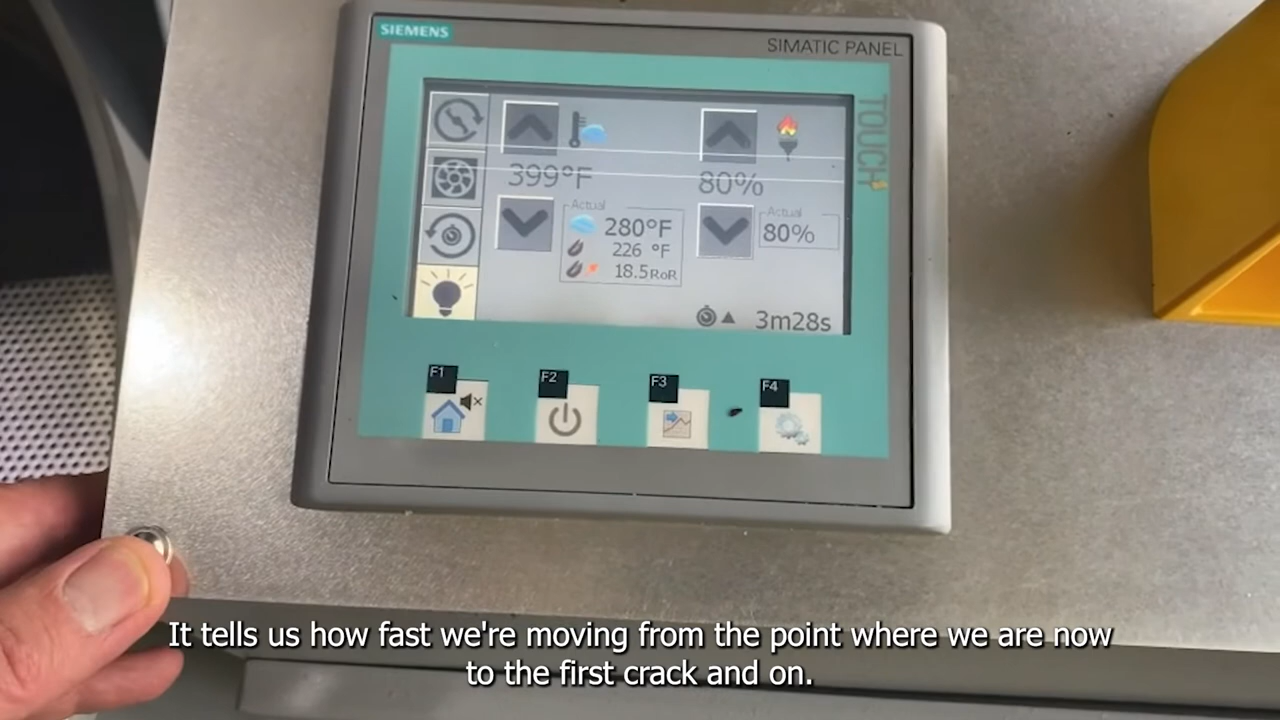 SIEMENS
SIMATIC PANEL
TOUCH
399°F
80%
Actual
280°F
226 °F
18.5RoR
Actual
80%
3m28s
F1
F2
F3
F4
It tells us how fast we're moving from the point where we are now
to the first crack and on.